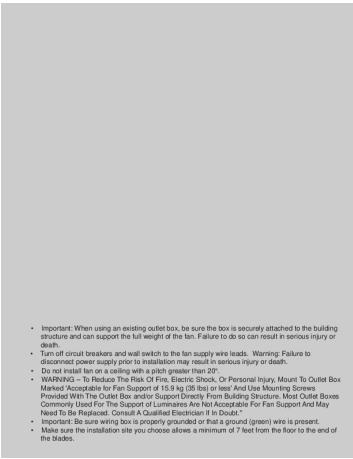 • Important: When using an existing outlet box, be sure the box is securely attached to the building
structure and can support the full weight of the fan. Failure to do so can result in serious injury or
death.
• Turn off circuit breakers and wall switch to the fan supply wire leads. Warning: Failure to
disconnect power supply prior to installation may result in serious injury or death.
• Do not install fan on a ceiling with a pitch greater than 20°.
• WARNING – To Reduce The Risk Of Fire, Electric Shock, Or Personal Injury, Mount To Outlet Box
Marked 'Acceptable for Fan Support of 15.9 kg (35 lbs) or less' And Use Mounting Screws
Provided With The Outlet Box and/or Support Directly From Building Structure. Most Outlet Boxes
Commonly Used For The Support of Luminaires Are Not Acceptable For Fan Support And May
Need To Be Replaced. Consult A Qualified Electrician If In Doubt."
• Important: Be sure wiring box is properly grounded or that a ground (green) wire is present.
• Make sure the installation site you choose allows a minimum of 7 feet from the floor to the end of
the blades.